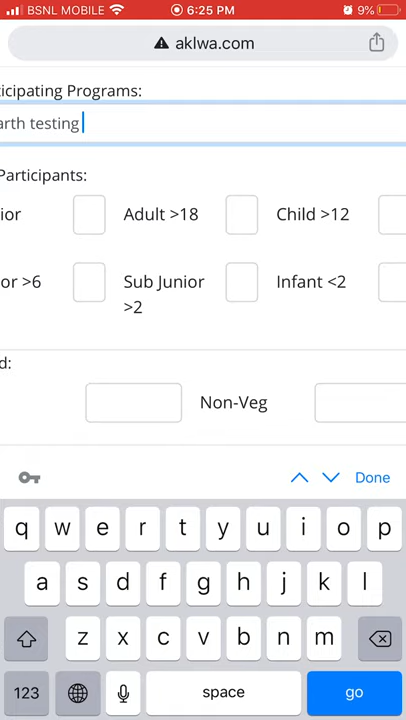 BSNL MOBILE 6:25 PM 9%
aklwa.com
ticipating Programs:
arth testing
Participants:
ior Adult >18 Child >12
or >6 Sub Junior >2 Infant <2
d:
Non-Veg
Done
q w e r t y u i o p
a s d f g h j k l
z x c v b n m
123 space go